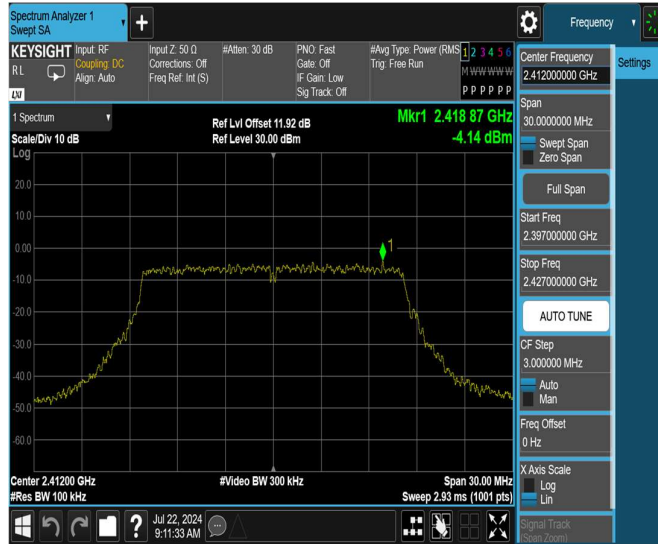 Spectrum Analyzer 1
Swept SA
+
Frequency
KEYSIGHT
R L
LXI
Input: RF
Coupling: DC
Align: Auto
Input Z: 50 Ω
Corrections: Off
Freq Ref: Int (S)
#Atten: 30 dB
PNO: Fast
Gate: Off
IF Gain: Low
Sig Track: Off
#Avg Type: Power (RMS
Trig: Free Run
1 2 3 4 5 6
M W W W W W
P P P P P P
1 Spectrum
Scale/Div 10 dB
Ref Lvl Offset 11.92 dB
Ref Level 30.00 dBm
Mkr1 2.418 87 GHz
-4.14 dBm
Log
20.0
10.0
0.00
-10.0
-20.0
-30.0
-40.0
-50.0
-60.0
1
Center 2.41200 GHz
#Res BW 100 kHz
#Video BW 300 kHz
Span 30.00 MHz
Sweep 2.93 ms (1001 pts)
?
Jul 22, 2024
9:11:33 AM
Center Frequency
2.412000000 GHz
Settings
Span
30.0000000 MHz
Swept Span
Zero Span
Full Span
Start Freq
2.397000000 GHz
Stop Freq
2.427000000 GHz
AUTO TUNE
CF Step
3.000000 MHz
Auto
Man
Freq Offset
0 Hz
X Axis Scale
Log
Lin
Signal Track
(Span Zoom)